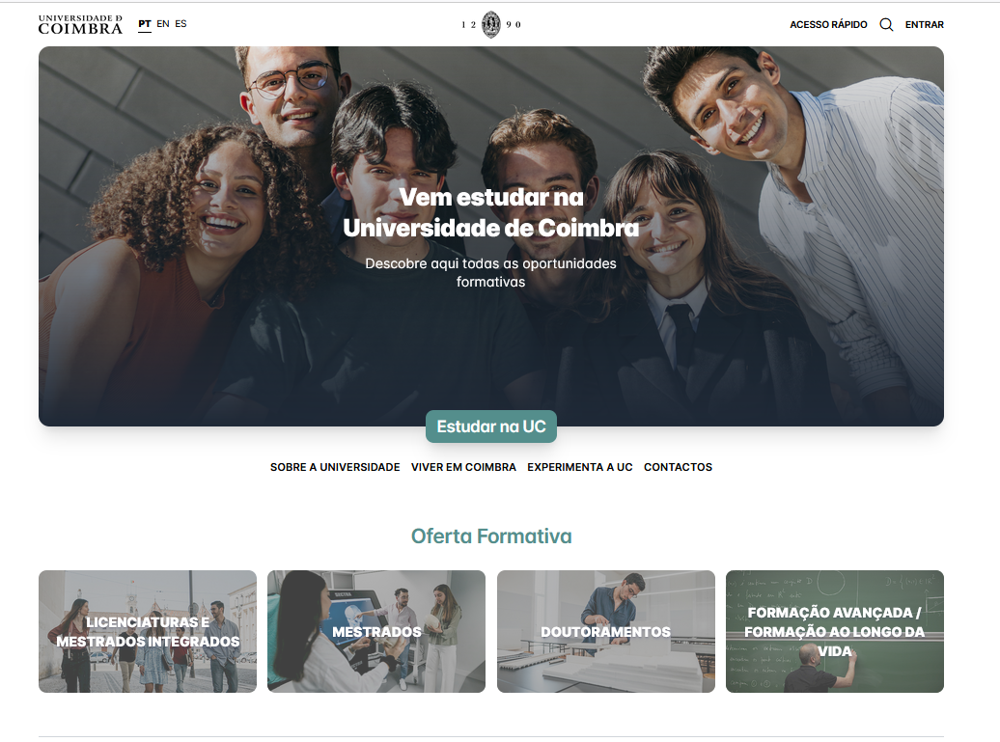 UNIVERSIDADE Ð
COIMBRA
PT EN ES
12 90
ACESSO RÁPIDO
ENTRAR
Vem estudar na
Universidade de Coimbra
Descobre aqui todas as oportunidades
formativas
Estudar na UC
SOBRE A UNIVERSIDADE VIVER EM COIMBRA EXPERIMENTA A UC CONTACTOS
Oferta Formativa
LICENCIATURAS E
MESTRADOS INTEGRADOS
MESTRADOS
DOUTORAMENTOS
FORMAÇÃO AVANÇADA /
FORMAÇÃO AO LONGO DA
VIDA